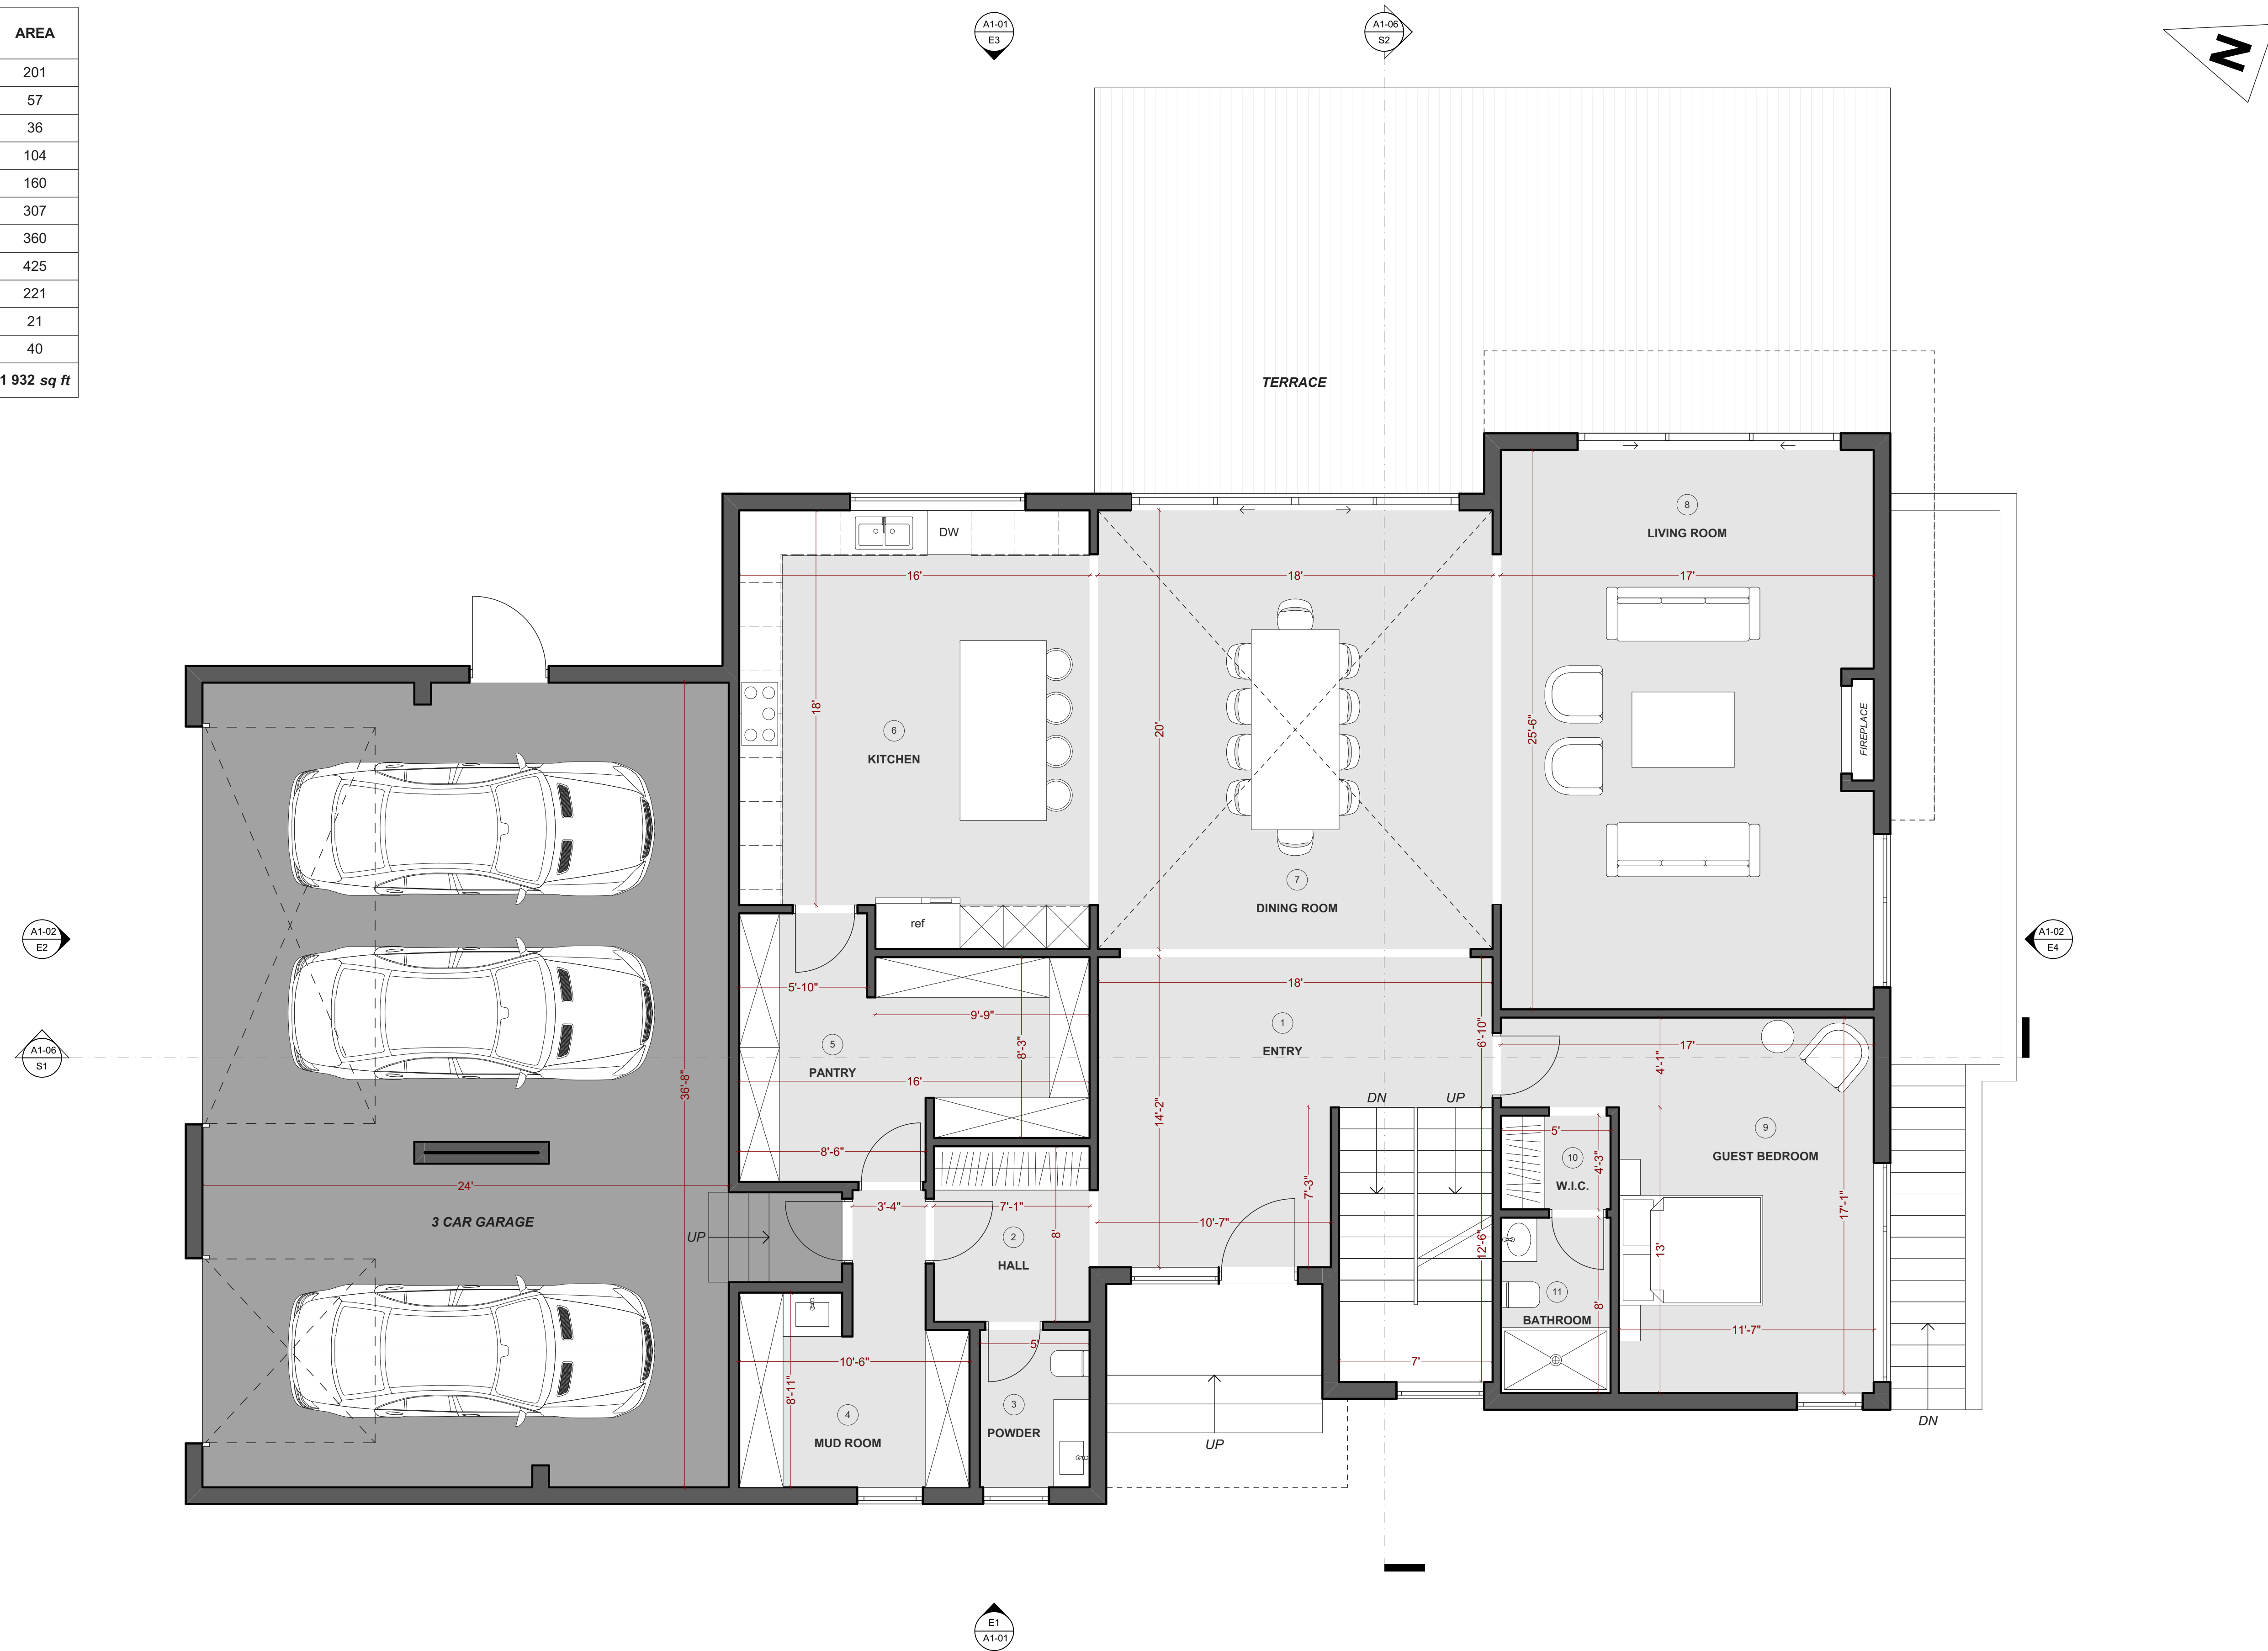 AREA
201
57
36
104
160
307
360
425
221
21
40
1 932 sq ft
A1-01
E3
A1-06
S2
N
TERRACE
DW
8
LIVING ROOM
16'
18'
17'
18'
20'
25'-6"
6
KITCHEN
FIREPLACE
7
DINING ROOM
ref
A1-02
E2
A1-02
E4
5'-10"
18'
9'-9"
1
ENTRY
6'-10"
8'-3"
17'
4'-1"
5
PANTRY
A1-06
S1
16'
36'-8"
14'-2"
DN
UP
5'
9
GUEST BEDROOM
8'-6"
10
W.I.C.
4'-3"
24'
7'-3"
17'-1"
3'-4"
7'-1"
3 CAR GARAGE
10'-7"
UP
2
HALL
8'
12'-6"
13'
11
BATHROOM
8'
11'-7"
5'
10'-6"
7'
8'-11"
3
POWDER
4
MUD ROOM
UP
DN
E1
A1-01